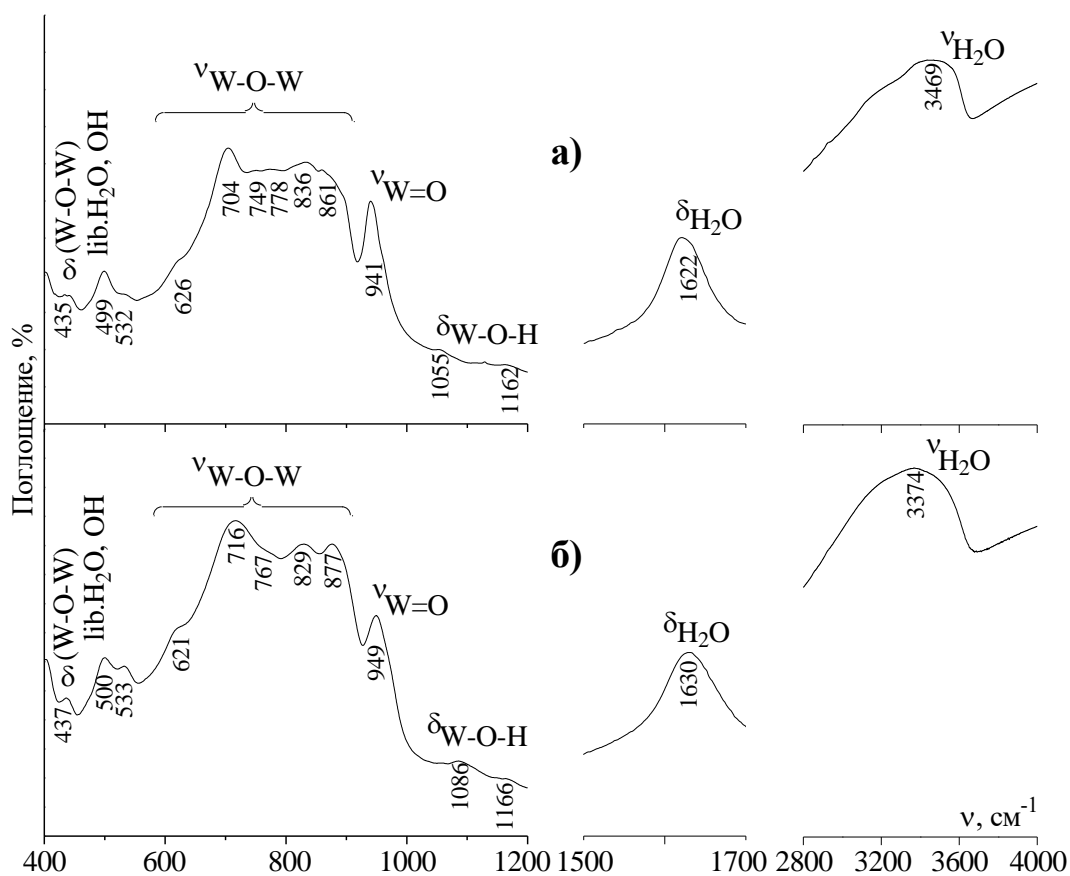 Поглощение, %
а)
δ (W-O-W)
lib.H₂O, OH
νW-O-W
νW=O
δW-O-H
δH₂O
νH₂O
435
499
532
626
704
749
778
836
861
941
1055
1162
1622
3469
б)
δ (W-O-W)
lib.H₂O, OH
νW-O-W
νW=O
δW-O-H
δH₂O
νH₂O
437
500
533
621
716
767
829
877
949
1086
1166
1630
3374
ν, см⁻¹
400 600 800 1000 1200 1500 1700 2800 3200 3600 4000